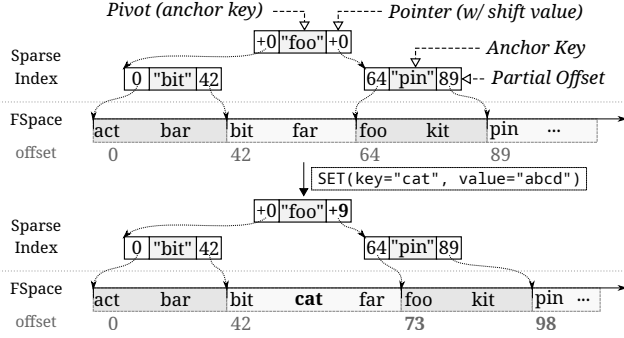 Pivot (anchor key)
Pointer (w/ shift value)
+0 "foo" +0
Anchor Key
Sparse
Index
0 "bit" 42
64 "pin" 89
Partial Offset
FSpace
act bar bit far foo kit pin ...
offset
0 42 64 89
SET(key="cat", value="abcd")
+0 "foo" +9
Sparse
Index
0 "bit" 42
64 "pin" 89
FSpace
act bar bit cat far foo kit pin ...
offset
0 42 73 98